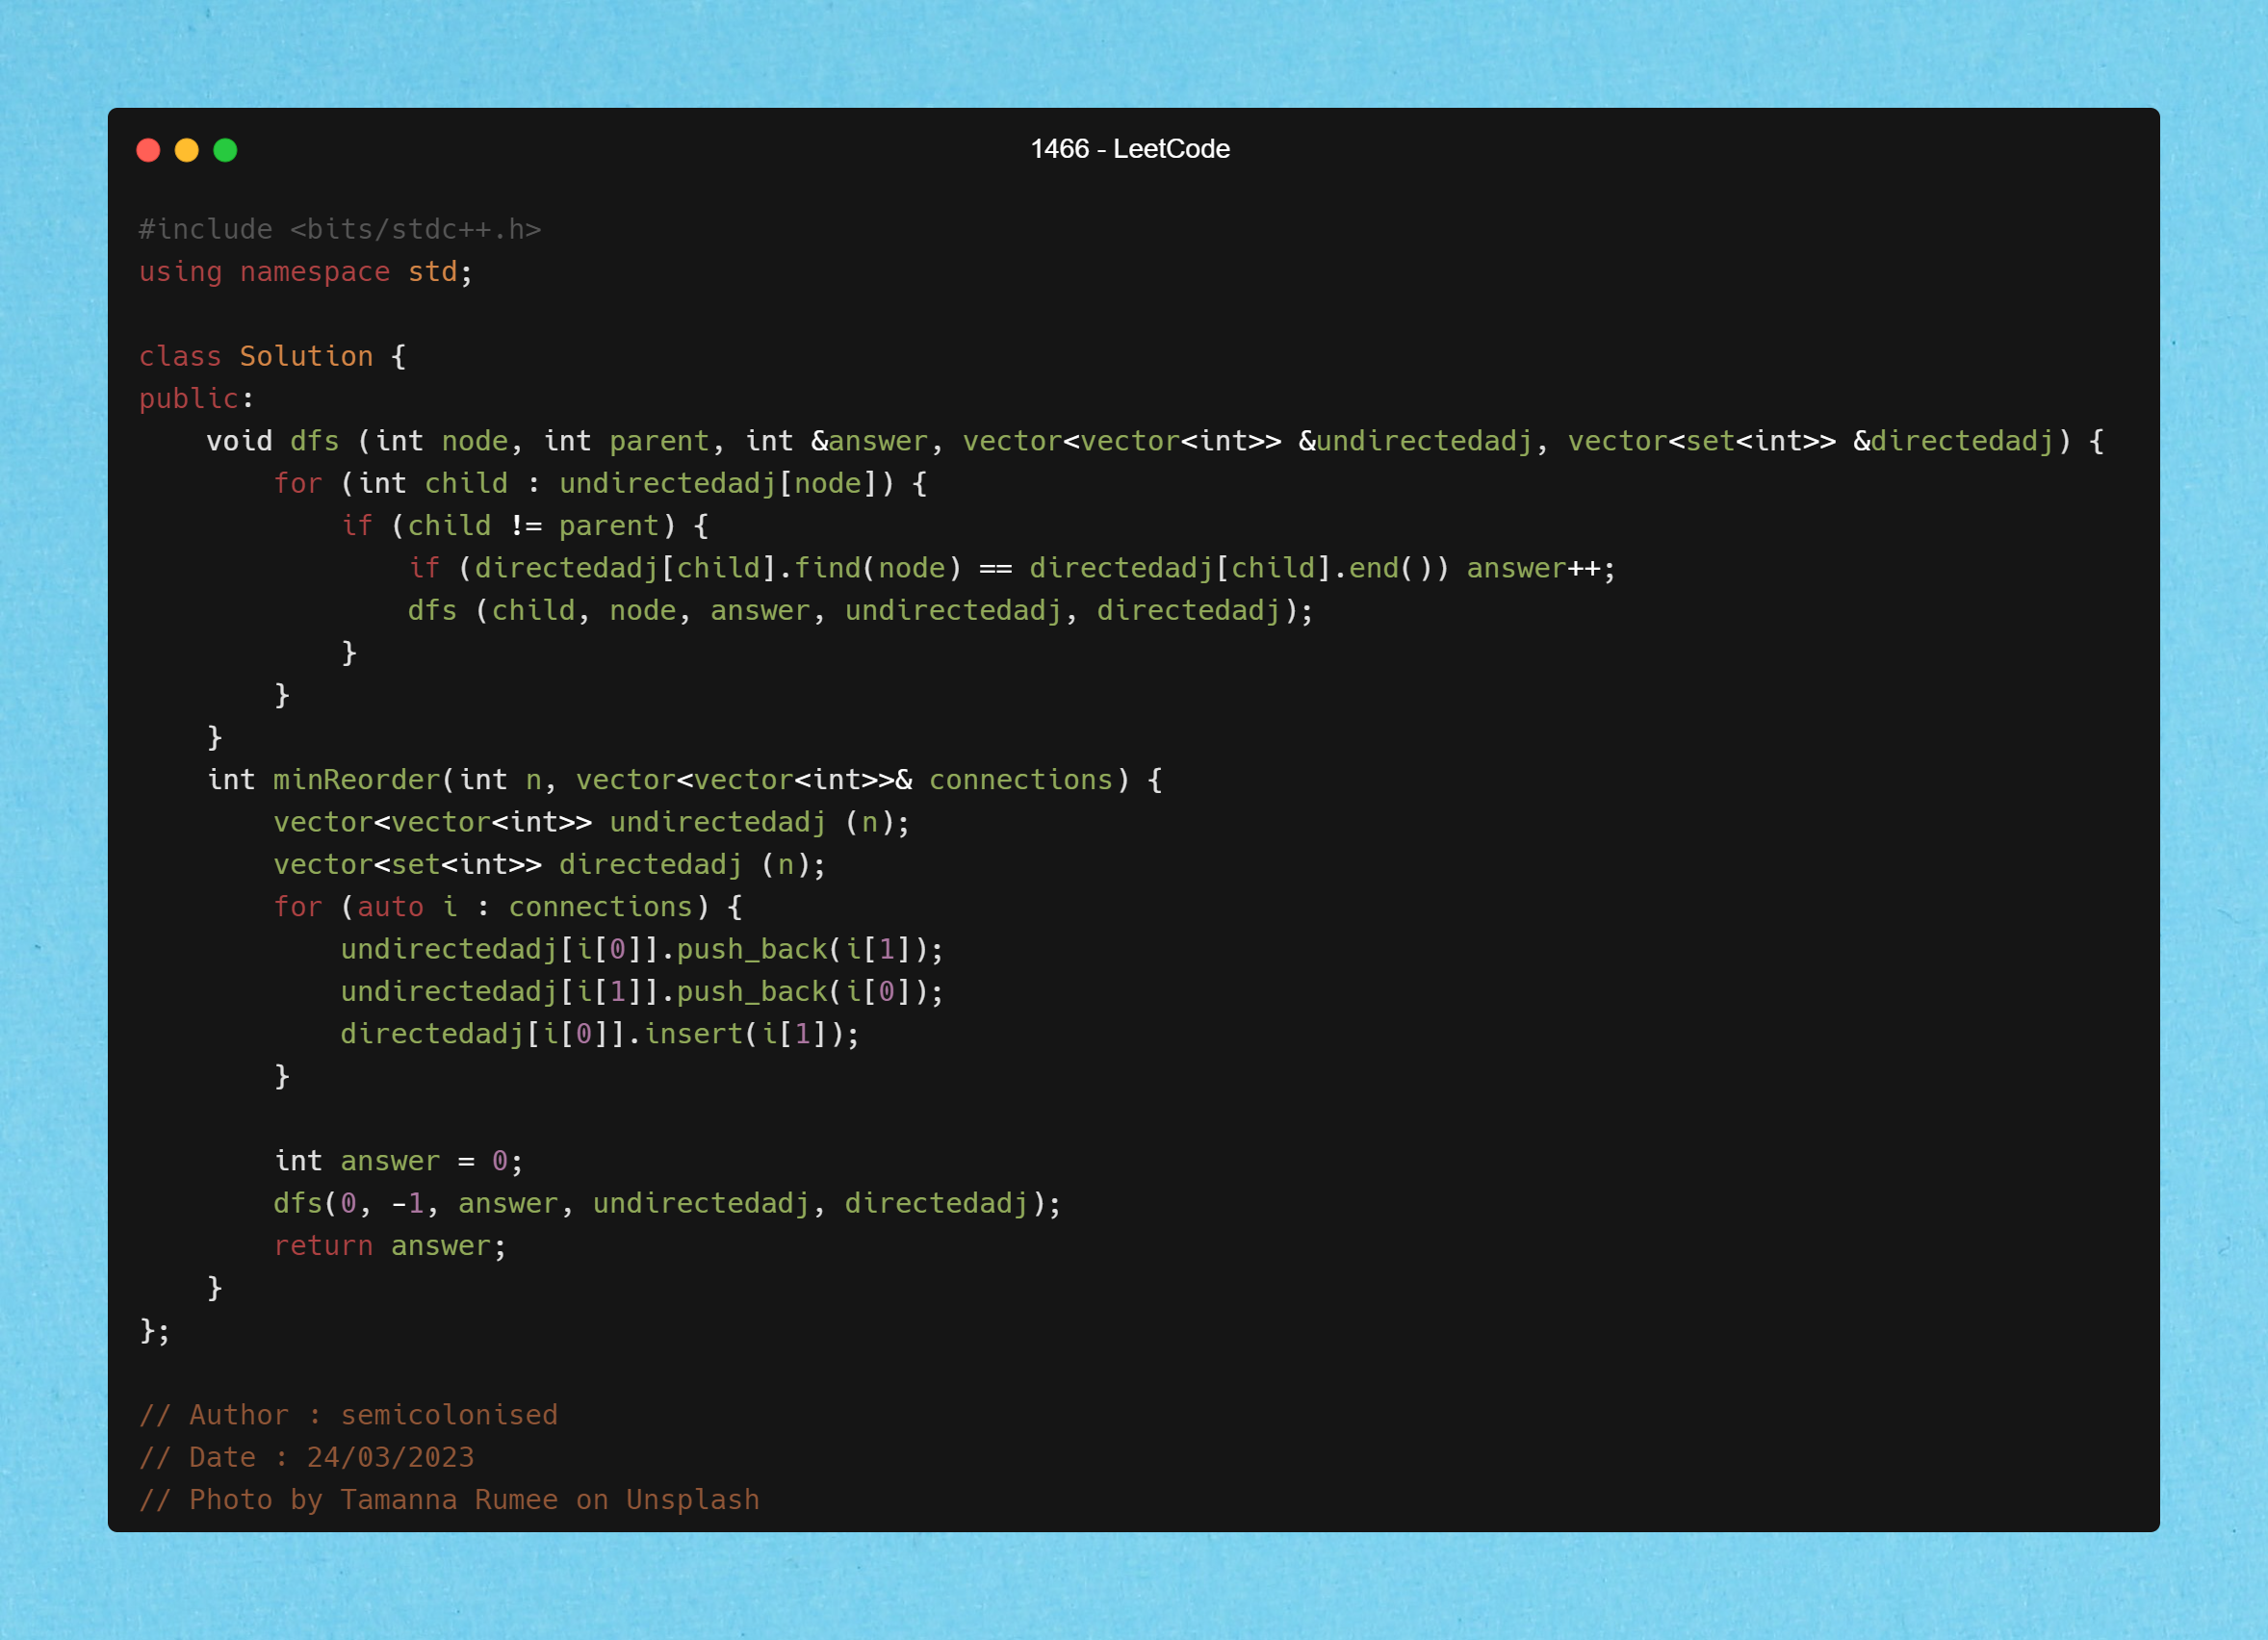 1466 - LeetCode
#include <bits/stdc++.h>
using namespace std;
class Solution {
public:
    void dfs (int node, int parent, int &answer, vector<vector<int>> &undirectedadj, vector<set<int>> &directedadj) {
        for (int child : undirectedadj[node]) {
            if (child != parent) {
                if (directedadj[child].find(node) == directedadj[child].end()) answer++;
                dfs (child, node, answer, undirectedadj, directedadj);
            }
        }
    }
    int minReorder(int n, vector<vector<int>>& connections) {
        vector<vector<int>> undirectedadj (n);
        vector<set<int>> directedadj (n);
        for (auto i : connections) {
            undirectedadj[i[0]].push_back(i[1]);
            undirectedadj[i[1]].push_back(i[0]);
            directedadj[i[0]].insert(i[1]);
        }
        int answer = 0;
        dfs(0, -1, answer, undirectedadj, directedadj);
        return answer;
    }
};
// Author : semicolonised
// Date : 24/03/2023
// Photo by Tamanna Rumee on Unsplash